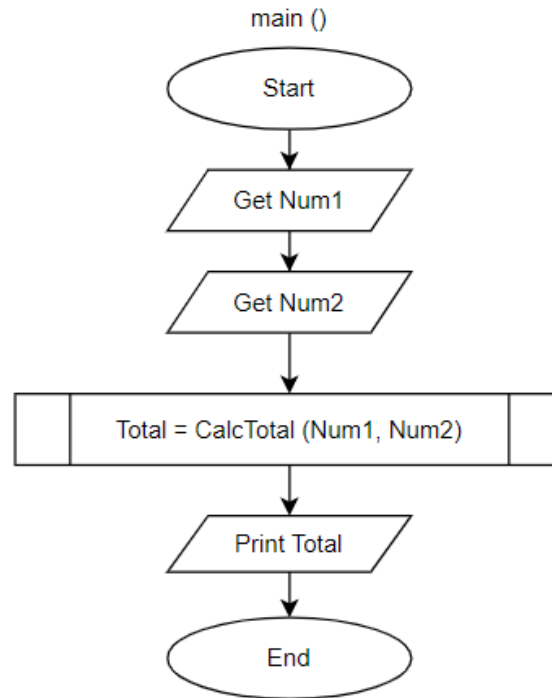 main ()
Start
Get Num1
Get Num2
Total = CalcTotal (Num1, Num2)
Print Total
End